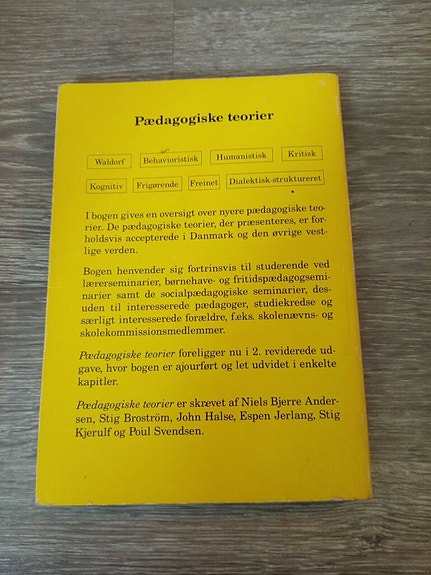 Pædagogiske teorier
Waldorf Behavioristisk Humanistisk Kritisk
Kognitiv Frigørende Freinet Dialektisk-struktureret
I bogen gives en oversigt over nyere pædagogiske teo-
rier. De pædagogiske teorier, der præsenteres, er for-
holdsvis accepterede i Danmark og den øvrige vest-
lige verden.
Bogen henvender sig fortrinsvis til studerende ved
lærerseminarier, børnehave- og fritidspædagogsemi-
narier samt de socialpædagogiske seminarier, des-
uden til interesserede pædagoger, studiekredse og
særligt interesserede forældre, f.eks. skolenævns- og
skolekommissionsmedlemmer.
Pædagogiske teorier foreligger nu i 2. reviderede ud-
gave, hvor bogen er ajourført og let udvidet i enkelte
kapitler.
Pædagogiske teorier er skrevet af Niels Bjerre Ander-
sen, Stig Broström, John Halse, Espen Jerlang, Stig
Kjerulf og Poul Svendsen.